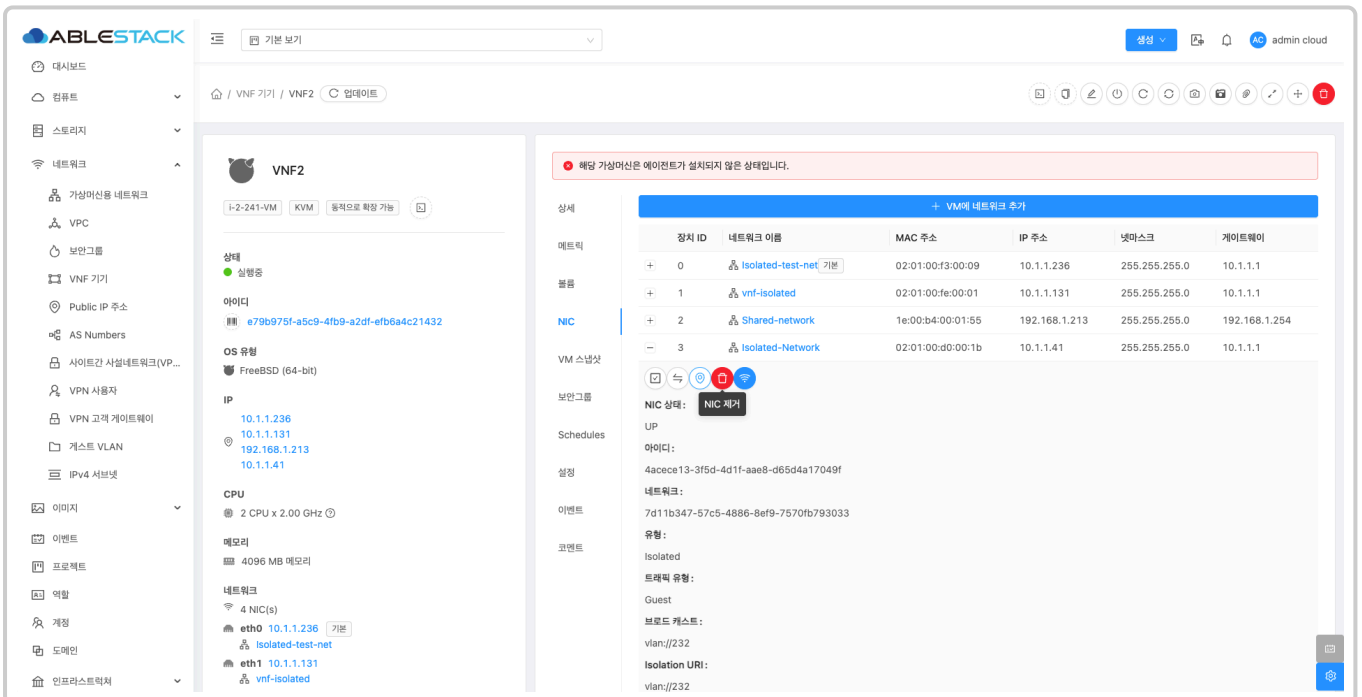 ABLESTACK
기본 보기
생성
admin cloud
AC
대시보드
컴퓨트
스토리지
네트워크
가상머신용 네트워크
VPC
보안그룹
VNF 기기
Public IP 주소
AS Numbers
사이트간 사설네트워크(VP...
VPN 사용자
VPN 고객 게이트웨이
게스트 VLAN
IPv4 서브넷
이미지
이벤트
프로젝트
역할
계정
도메인
인프라스트럭쳐
/ VNF 기기 / VNF2 업데이트
VNF2
i-2-241-VM KVM 동적으로 확장 가능
상태
실행중
아이디
e79b975f-a5c9-4fb9-a2df-efb6a4c21432
OS 유형
FreeBSD (64-bit)
IP
10.1.1.236
10.1.1.131
192.168.1.213
10.1.1.41
CPU
2 CPU x 2.00 GHz
메모리
4096 MB 메모리
네트워크
4 NIC(s)
eth0 10.1.1.236 기본
Isolated-test-net
eth1 10.1.1.131
vnf-isolated
해당 가상머신은 에이전트가 설치되지 않은 상태입니다.
상세
메트릭
볼륨
NIC
VM 스냅샷
보안그룹
Schedules
설정
이벤트
코멘트
+ VM에 네트워크 추가
장치 ID 네트워크 이름 MAC 주소 IP 주소 넷마스크 게이트웨이
+ 0 Isolated-test-net 기본 02:01:00:f3:00:09 10.1.1.236 255.255.255.0 10.1.1.1
+ 1 vnf-isolated 02:01:00:fe:00:01 10.1.1.131 255.255.255.0 10.1.1.1
+ 2 Shared-network 1e:00:b4:00:01:55 192.168.1.213 255.255.255.0 192.168.1.254
− 3 Isolated-Network 02:01:00:d0:00:1b 10.1.1.41 255.255.255.0 10.1.1.1
NIC 제거
NIC 상태 :
UP
아이디 :
4acece13-3f5d-4d1f-aae8-d65d4a17049f
네트워크 :
7d11b347-57c5-4886-8ef9-7570fb793033
유형 :
Isolated
트래픽 유형 :
Guest
브로드 캐스트 :
vlan://232
Isolation URI :
vlan://232